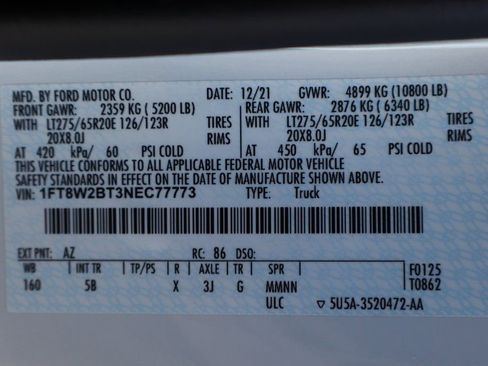 MFD. BY FORD MOTOR CO. DATE: 12/21 GVWR: 4899 KG (10800 LB)
FRONT GAWR: 2359 KG ( 5200 LB) REAR GAWR: 2876 KG ( 6340 LB)
WITH LT275/65R20E 126/123R TIRES WITH LT275/65R20E 126/123R TIRES
20X8.0J RIMS 20X8.0J RIMS
AT 420 kPa/ 60 PSI COLD AT 450 kPa/ 65 PSI COLD
THIS VEHICLE CONFORMS TO ALL APPLICABLE FEDERAL MOTOR VEHICLE
SAFETY STANDARDS IN EFFECT ON THE DATE OF MANUFACTURE SHOWN ABOVE.
VIN: 1FT8W2BT3NEC77773 TYPE: Truck
EXT PNT: AZ RC: 86 DSO:
WB INT TR TP/PS R AXLE TR SPR F0125
160 5B X 3J G MMNN T0862
ULC ▽ 5U5A-3520472-AA